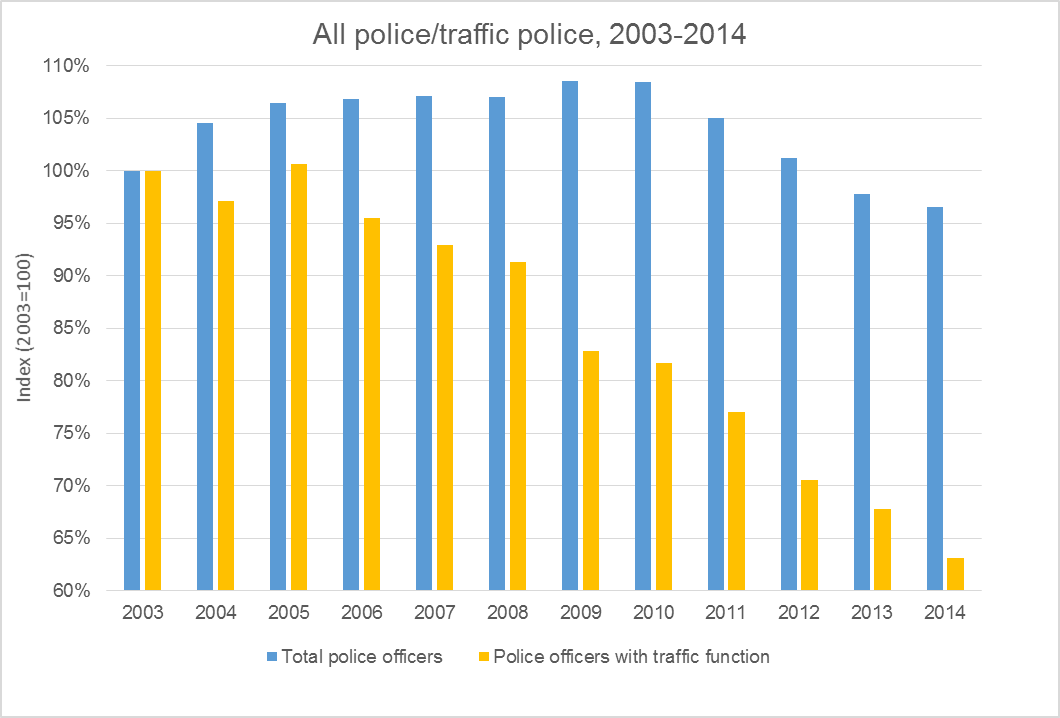 All police/traffic police, 2003-2014
110%
105%
100%
95%
90%
85%
80%
75%
70%
65%
60%
Index (2003=100)
2003 2004 2005 2006 2007 2008 2009 2010 2011 2012 2013 2014
Total police officers Police officers with traffic function